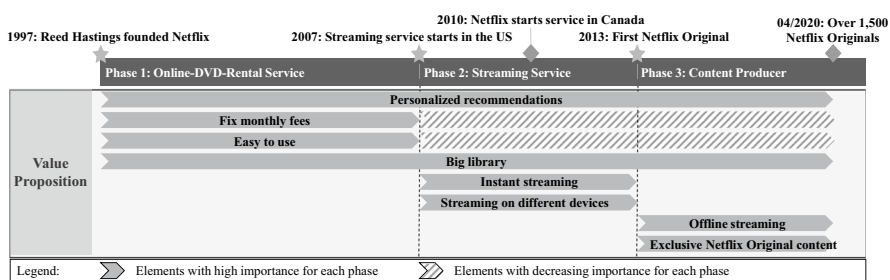 2010: Netflix starts service in Canada
04/2020: Over 1,500
Netflix Originals
1997: Reed Hastings founded Netflix
2007: Streaming service starts in the US
2013: First Netflix Original
Phase 1: Online-DVD-Rental Service
Phase 2: Streaming Service
Phase 3: Content Producer
Value
Proposition
Personalized recommendations
Fix monthly fees
Easy to use
Big library
Instant streaming
Streaming on different devices
Offline streaming
Exclusive Netflix Original content
Legend:
Elements with high importance for each phase
Elements with decreasing importance for each phase